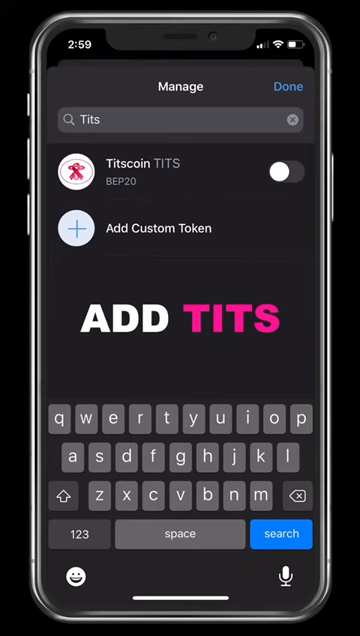 2:59
Manage
Done
Tits
Titscoin TITS
BEP20
Add Custom Token
ADD TITS
q w e r t y u i o p
a s d f g h j k l
z x c v b n m
123 space search